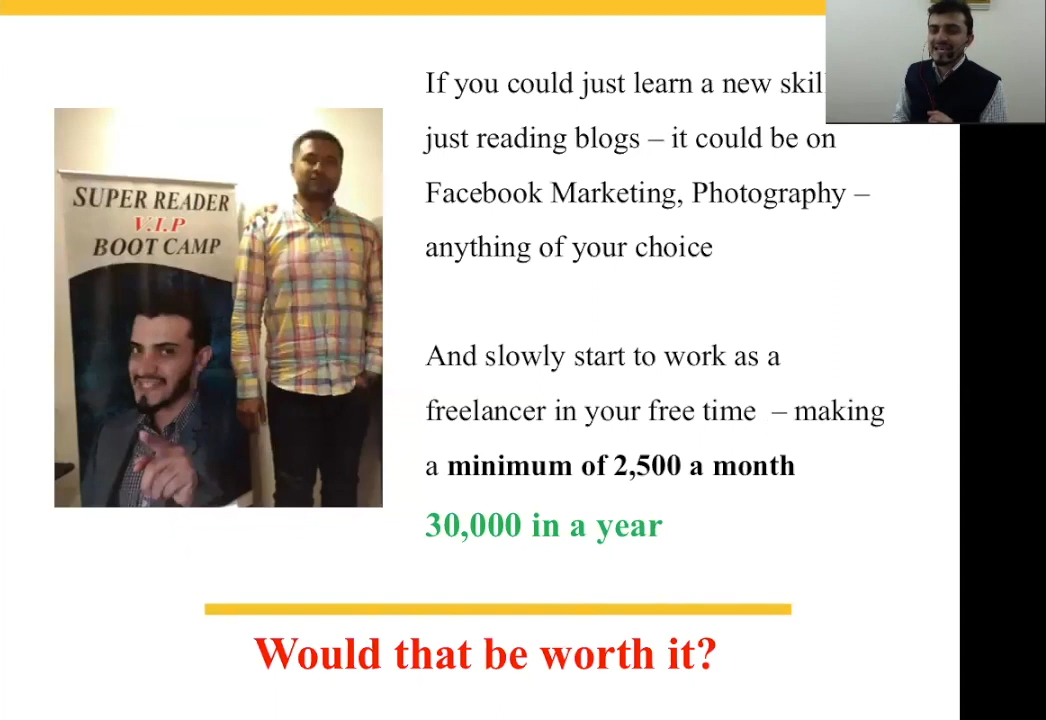 SUPER READER
V.I.P
BOOT CAMP
If you could just learn a new skil
just reading blogs – it could be on
Facebook Marketing, Photography –
anything of your choice
And slowly start to work as a
freelancer in your free time – making
a minimum of 2,500 a month
30,000 in a year
Would that be worth it?